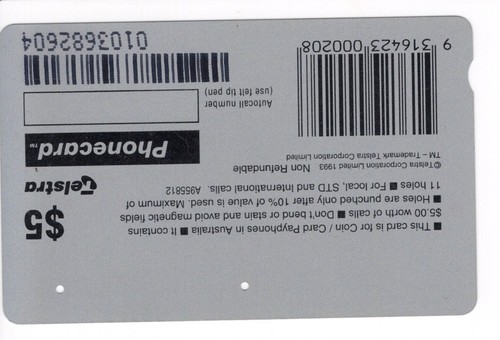 $5
Telstra
Phonecard™
■ This card is for Coin / Card Payphones in Australia ■ It contains
$5.00 worth of calls ■ Don't bend or stain and avoid magnetic fields
■ Holes are punched only after 10% of value is used. Maximum of
11 holes ■ For local, STD and International calls. A955812
Non Refundable
©Telstra Corporation Limited 1993
TM – Trademark Telstra Corporation Limited
Autocall number
(use felt tip pen)
0103682604
9 316423 000208